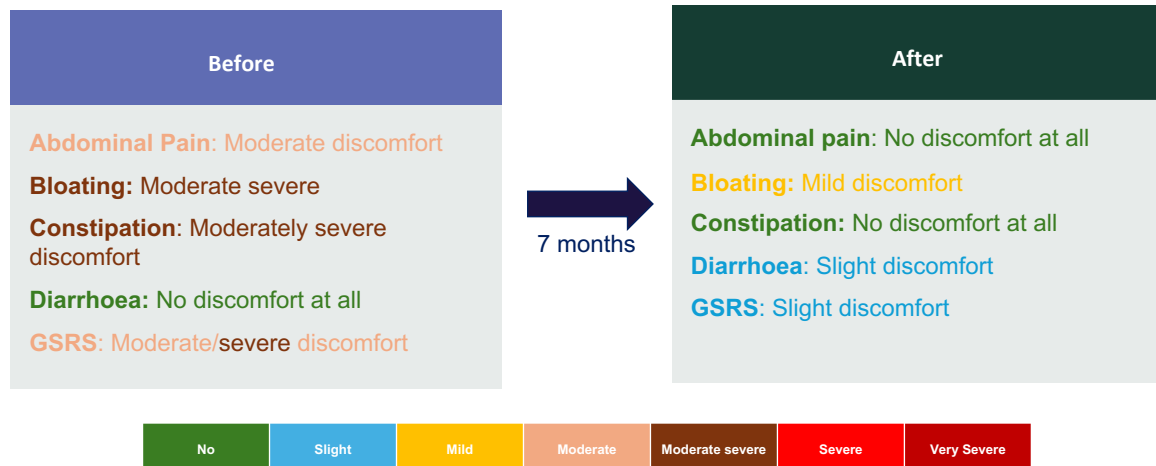 Before
Abdominal Pain: Moderate discomfort
Bloating: Moderate severe
Constipation: Moderately severe
discomfort
Diarrhoea: No discomfort at all
GSRS: Moderate/severe discomfort
7 months
After
Abdominal pain: No discomfort at all
Bloating: Mild discomfort
Constipation: No discomfort at all
Diarrhoea: Slight discomfort
GSRS: Slight discomfort
No Slight Mild Moderate Moderate severe Severe Very Severe